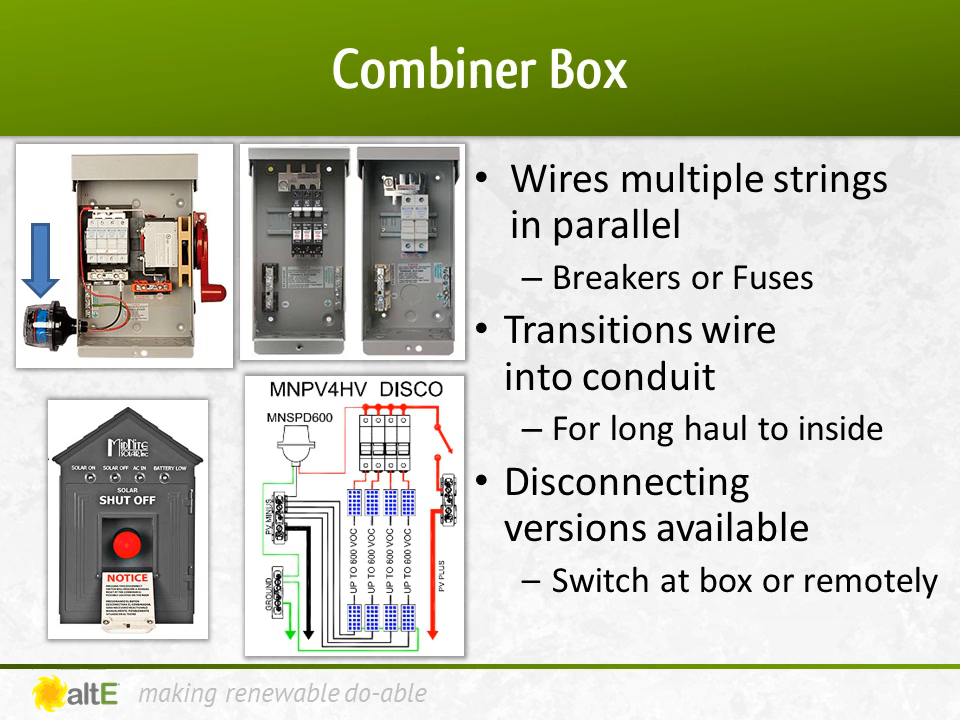 Combiner Box
• Wires multiple strings
in parallel
– Breakers or Fuses
• Transitions wire
into conduit
– For long haul to inside
• Disconnecting
versions available
– Switch at box or remotely
MNPV4HV DISCO
MNSPD600
PV MINUS
GROUND
UP TO 600 VOC
UP TO 600 VOC
UP TO 600 VOC
UP TO 600 VOC
PV PLUS
MIDNITE
SOLAR INC
SOLAR ON SOLAR OFF AC IN BATTERY LOW
SOLAR
SHUT OFF
NOTICE
altE making renewable do-able